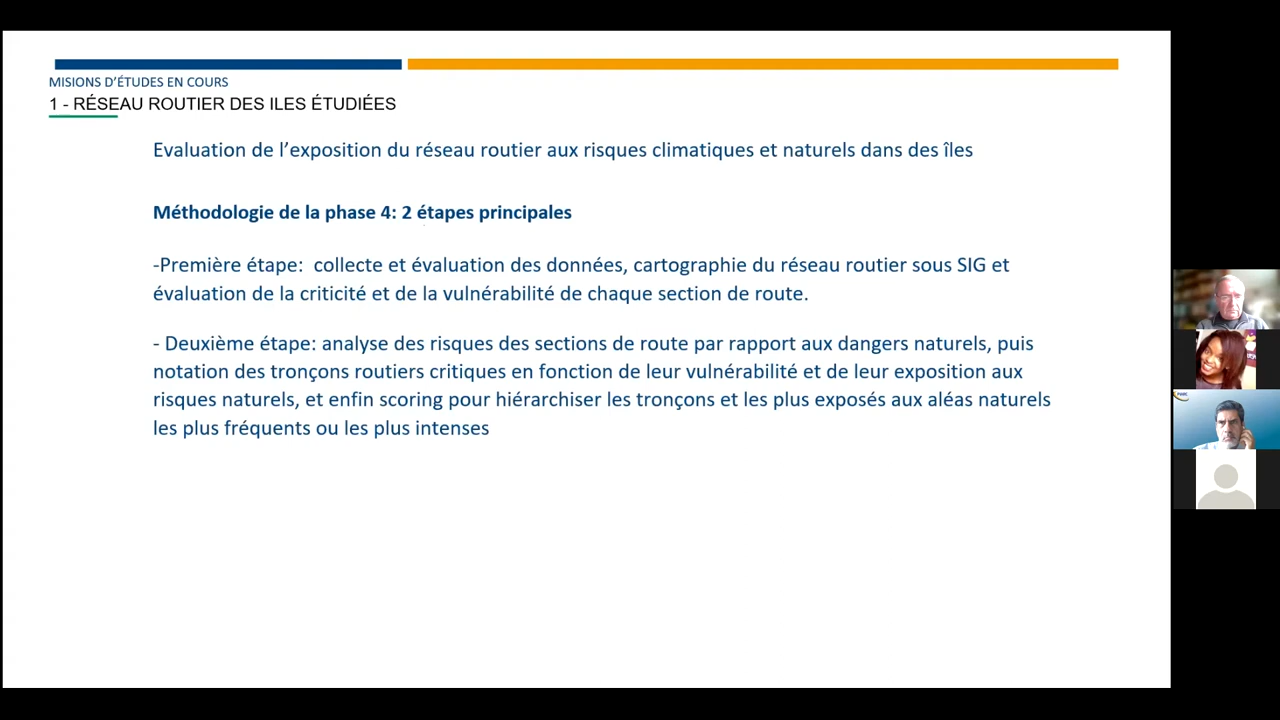 MISIONS D'ÉTUDES EN COURS
1 - RÉSEAU ROUTIER DES ILES ÉTUDIÉES
Evaluation de l'exposition du réseau routier aux risques climatiques et naturels dans des îles
Méthodologie de la phase 4: 2 étapes principales
-Première étape: collecte et évaluation des données, cartographie du réseau routier sous SIG et
évaluation de la criticité et de la vulnérabilité de chaque section de route.
- Deuxième étape: analyse des risques des sections de route par rapport aux dangers naturels, puis
notation des tronçons routiers critiques en fonction de leur vulnérabilité et de leur exposition aux
risques naturels, et enfin scoring pour hiérarchiser les tronçons et les plus exposés aux aléas naturels
les plus fréquents ou les plus intenses